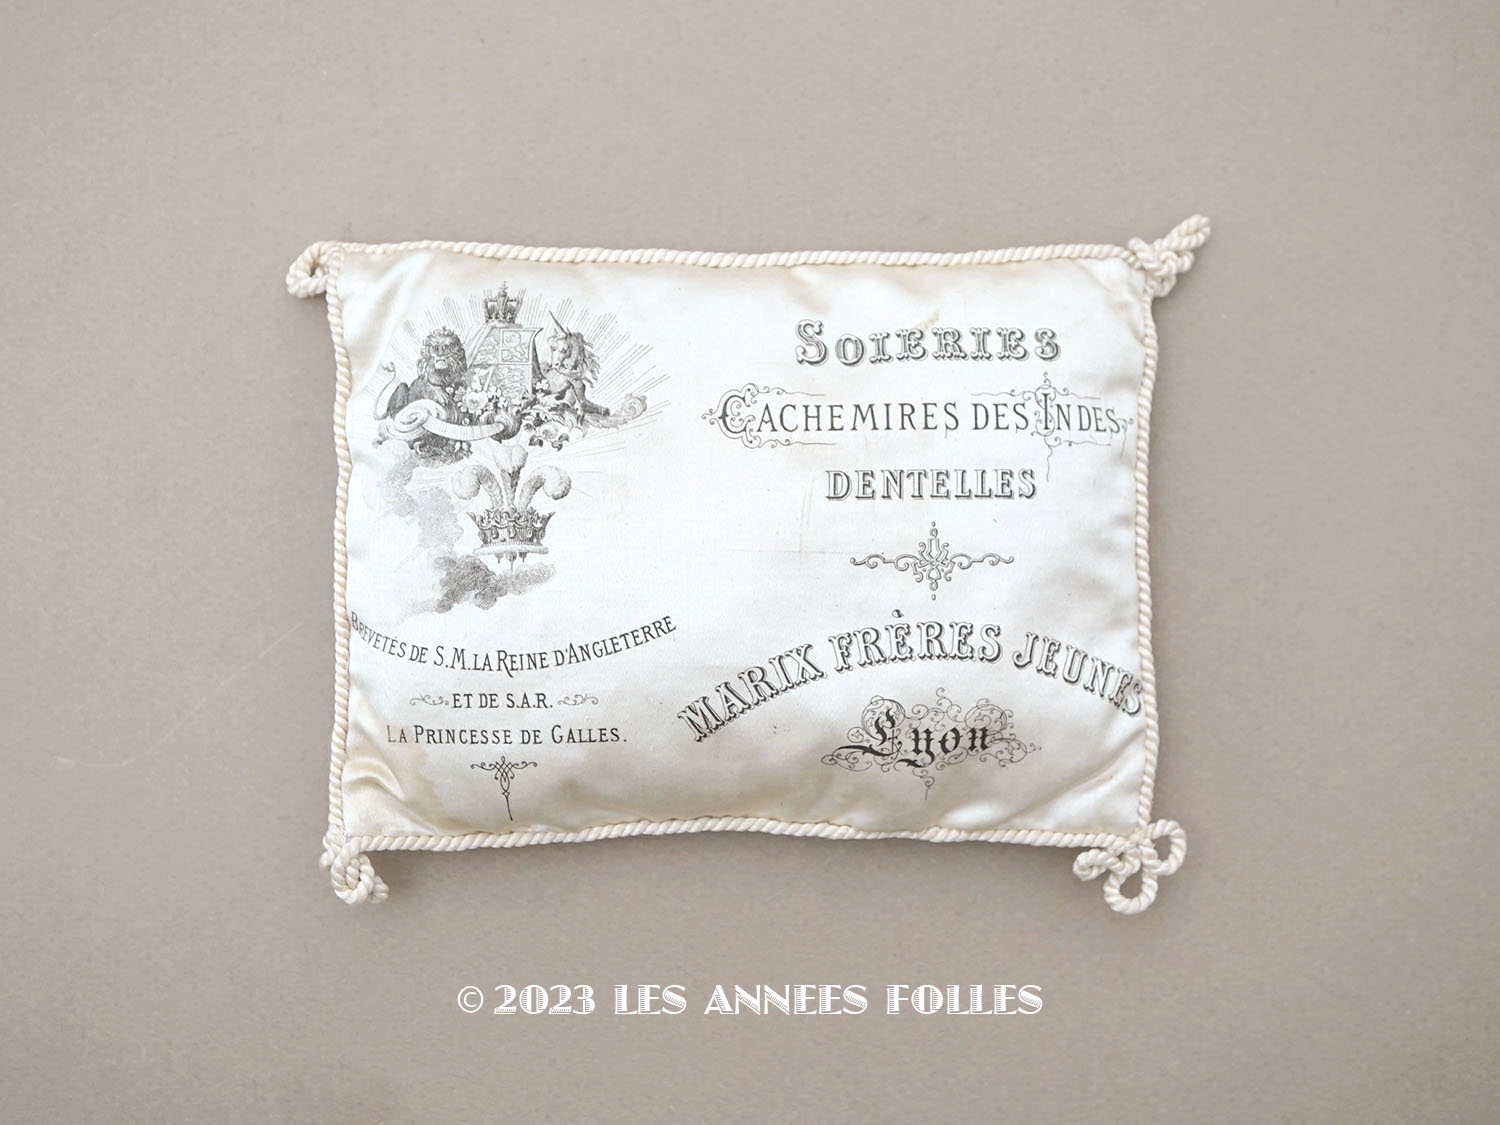 SOIERIES
CACHEMIRES DES INDES
DENTELLES
MARIX FRÈRES JEUNES
Lyon
BREVETÉS DE S.M. LA REINE D'ANGLETERRE
ET DE S.A.R.
LA PRINCESSE DE GALLES.
© 2023 LES ANNEES FOLLES